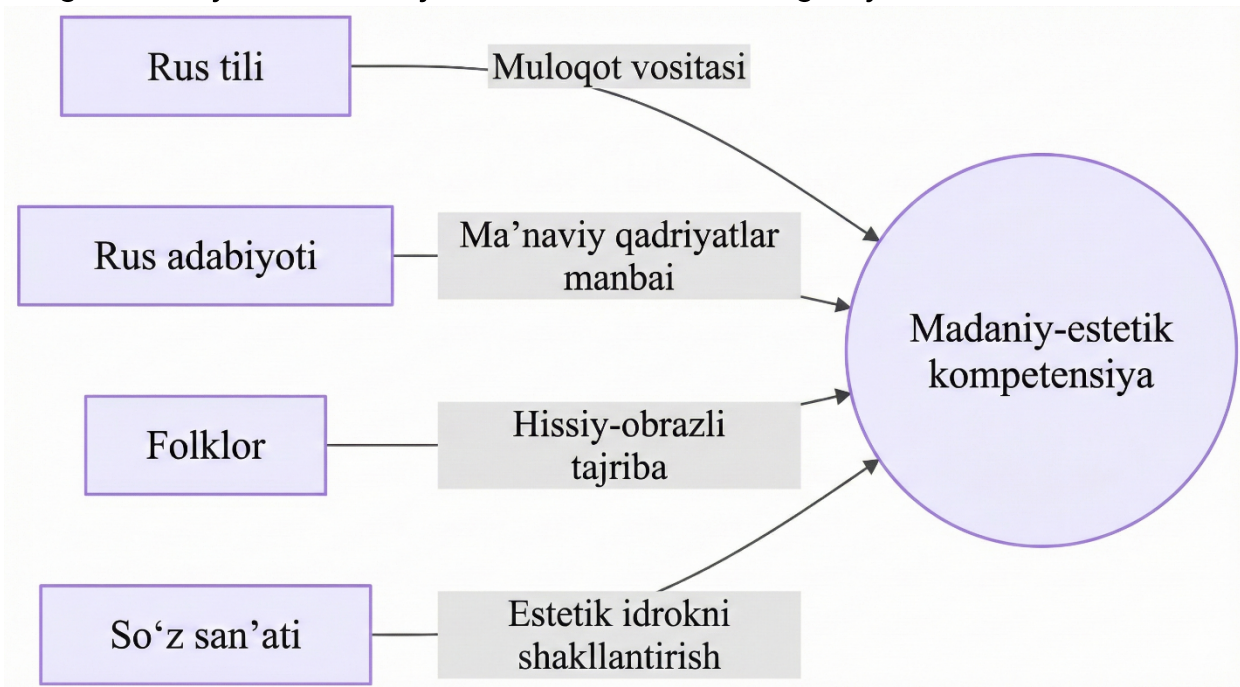 Rus tili
Muloqot vositasi
Rus adabiyoti
Ma’naviy qadriyatlar
manbai
Folklor
Hissiy-obrazli
tajriba
So‘z san’ati
Estetik idrokni
shakllantirish
Madaniy-estetik
kompetensiya